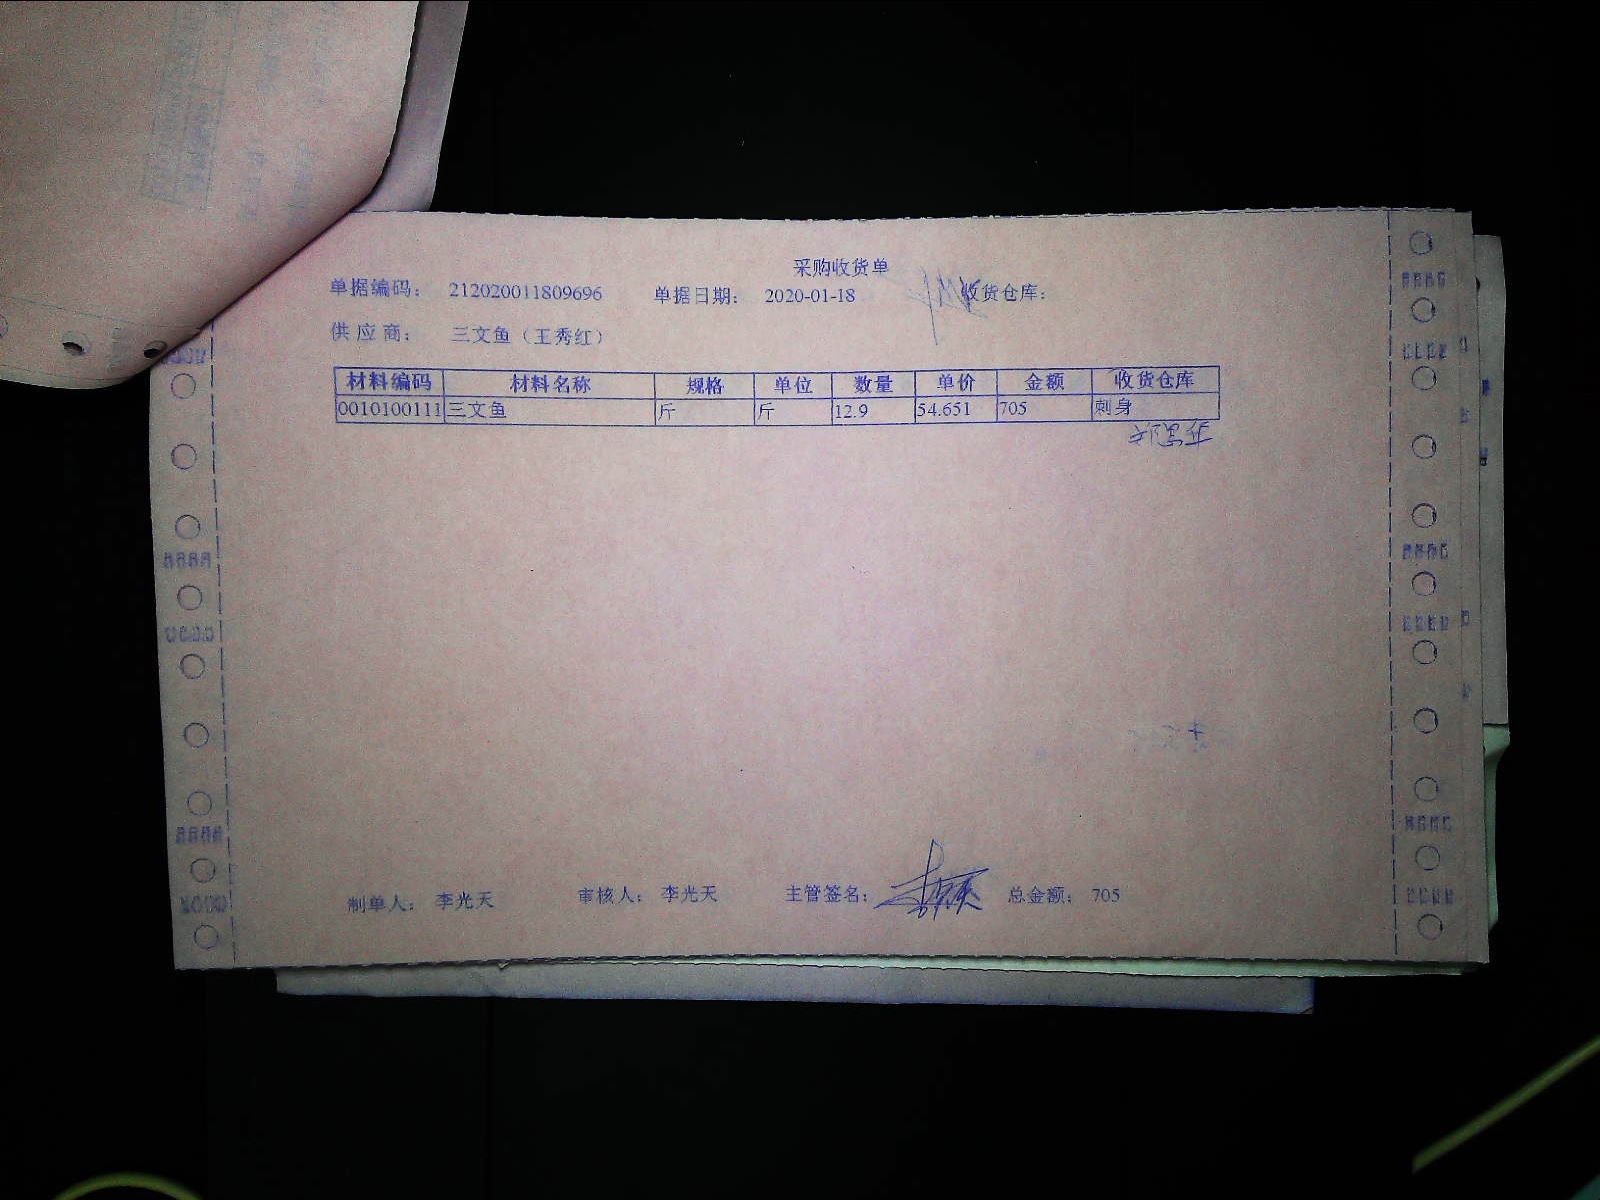 采购收货单
单据编码： 212020011809696 单据日期： 2020-01-18 收货仓库：
供应商： 三文鱼（王秀红）
材料编码 材料名称 规格 单位 数量 单价 金额 收货仓库
0010100111 三文鱼 斤 斤 12.9 54.651 705 刺身
制单人： 李光天 审核人： 李光天 主管签名： 总金额： 705